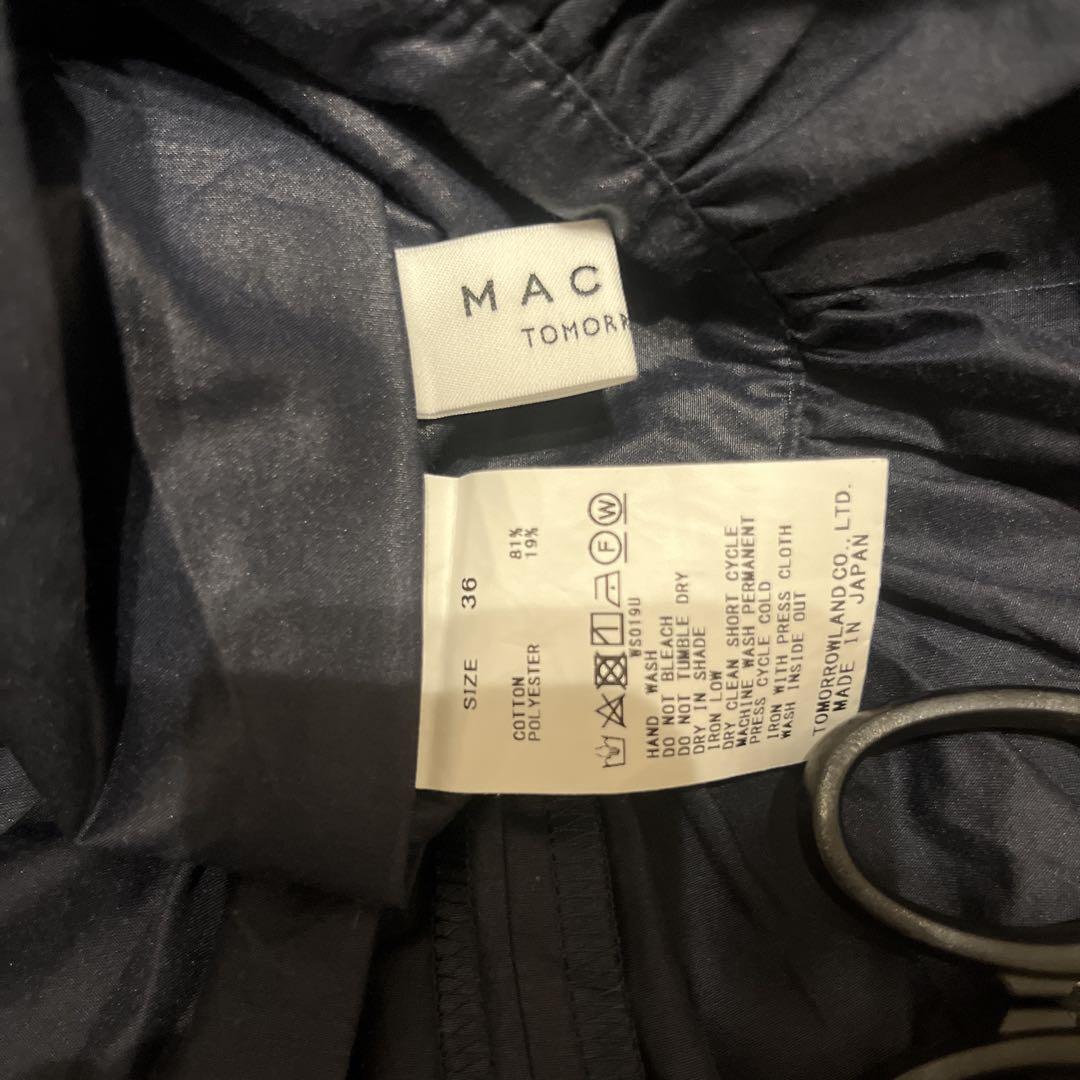 MAC
TOMOR
SIZE 36
COTTON 81%
POLYESTER 19%
F W
WS019U
HAND WASH
DO NOT BLEACH
DO NOT TUMBLE DRY
DRY IN SHADE
IRON LOW
DRY CLEAN SHORT CYCLE
MACHINE WASH PERMANENT
PRESS CYCLE COLD
IRON WITH PRESS CLOTH
WASH INSIDE OUT
TOMORROWLAND CO., LTD.
MADE IN JAPAN